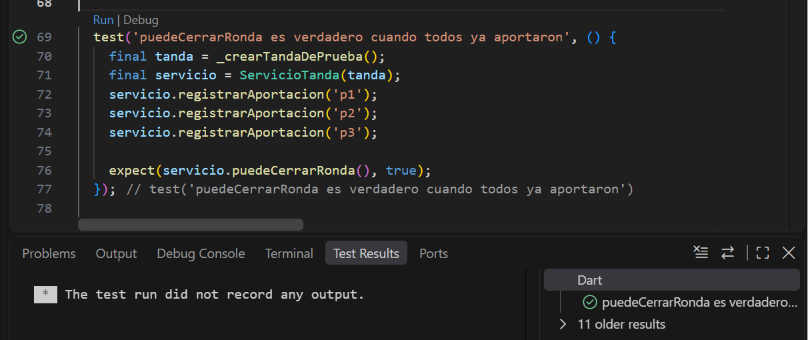 68
Run | Debug
69 test('puedeCerrarRonda es verdadero cuando todos ya aportaron', () {
70 final tanda = _crearTandaDePrueba();
71 final servicio = ServicioTanda(tanda);
72 servicio.registrarAportacion('p1');
73 servicio.registrarAportacion('p2');
74 servicio.registrarAportacion('p3');
75
76 expect(servicio.puedeCerrarRonda(), true);
77 }); // test('puedeCerrarRonda es verdadero cuando todos ya aportaron')
78
Problems Output Debug Console Terminal Test Results Ports
* The test run did not record any output.
Dart
puedeCerrarRonda es verdadero...
11 older results